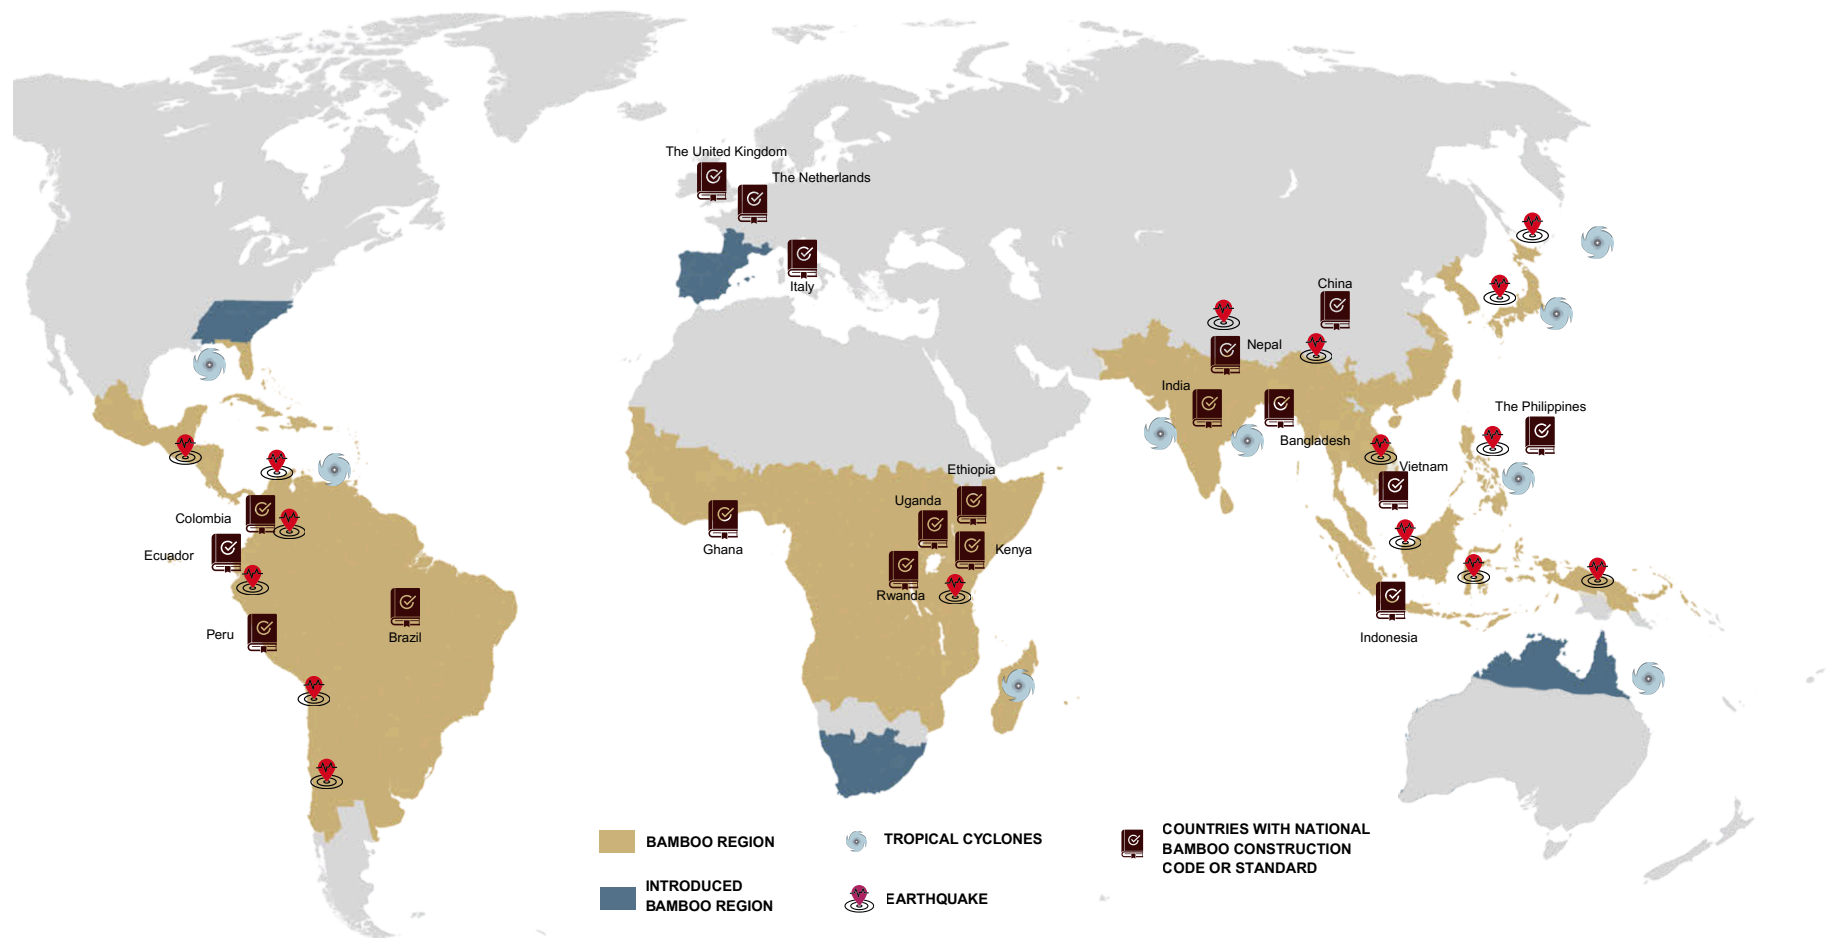 The United Kingdom
The Netherlands
Italy
China
Nepal
India
The Philippines
Bangladesh
Vietnam
Ethiopia
Uganda
Colombia
Ghana
Kenya
Ecuador
Rwanda
Peru
Brazil
Indonesia
BAMBOO REGION
TROPICAL CYCLONES
COUNTRIES WITH NATIONAL
BAMBOO CONSTRUCTION
CODE OR STANDARD
INTRODUCED
BAMBOO REGION
EARTHQUAKE